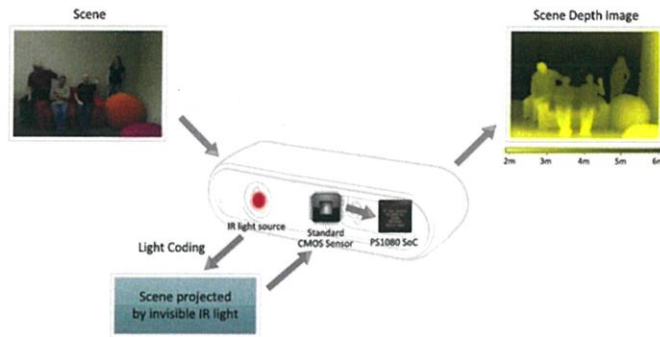 Scene
Scene Depth Image
2m 3m 4m 5m 6m
IR light source
Standard
CMOS Sensor
PS1080 SoC
Light Coding
Scene projected
by invisible IR light